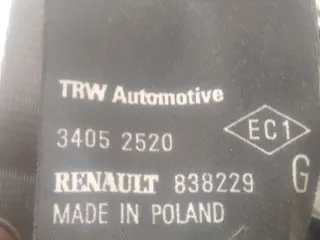 TRW Automotive
3405 2520 EC1
RENAULT 838229 G
MADE IN POLAND